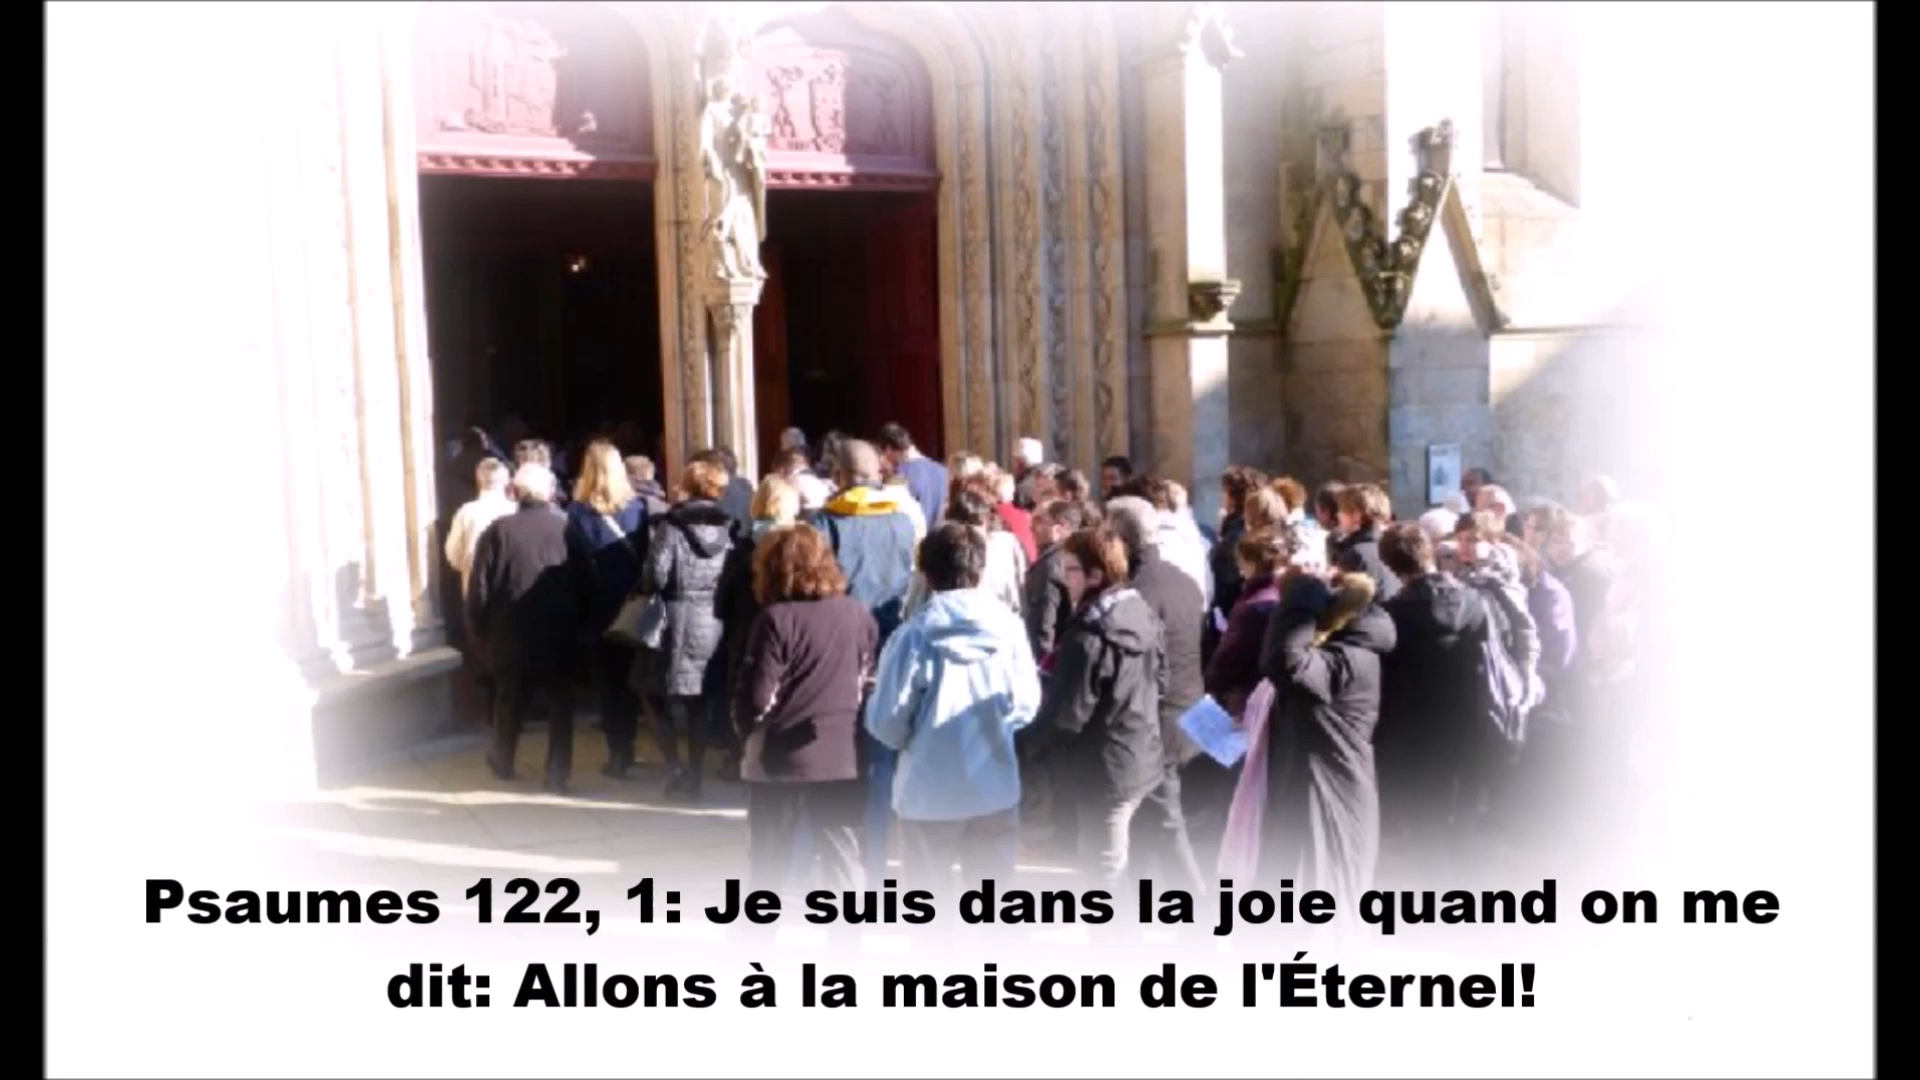 Psaumes 122, 1: Je suis dans la joie quand on me
dit: Allons à la maison de l'Éternel!